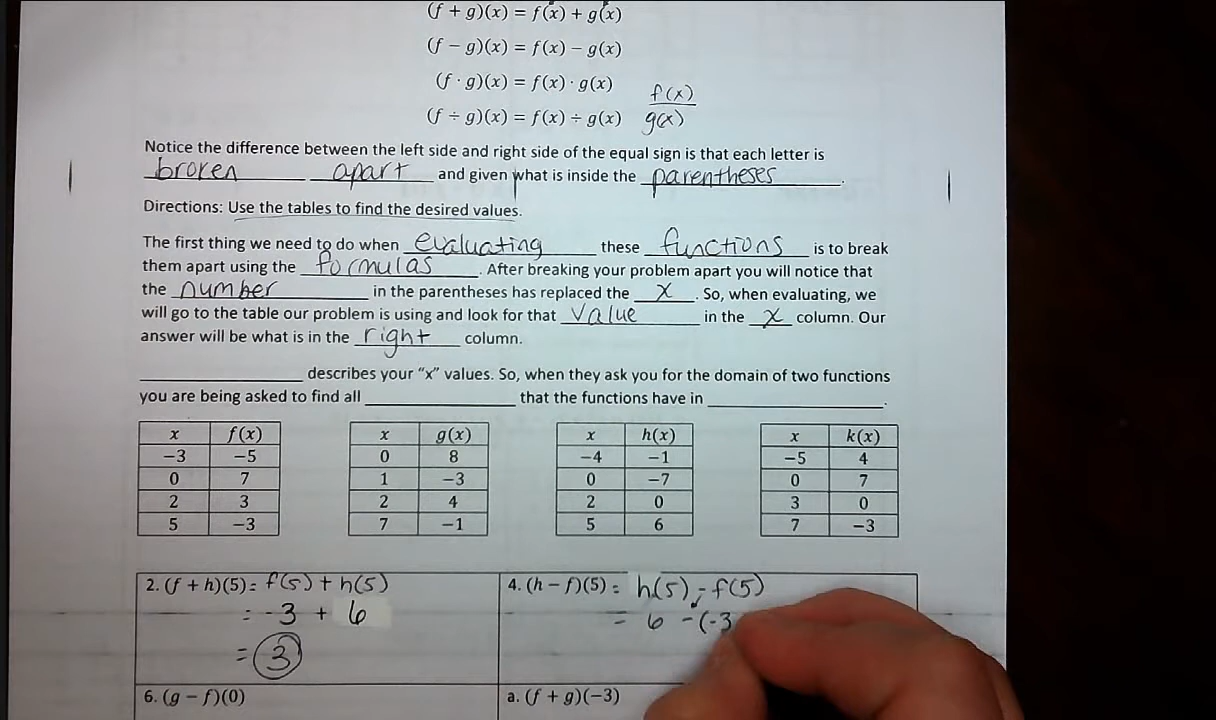 (f + g)(x) = f(x) + g(x)
(f − g)(x) = f(x) − g(x)
(f · g)(x) = f(x) · g(x)
(f ÷ g)(x) = f(x) ÷ g(x) f(x)/g(x)
Notice the difference between the left side and right side of the equal sign is that each letter is
broken apart and given what is inside the parentheses.
Directions: Use the tables to find the desired values.
The first thing we need to do when evaluating these functions is to break
them apart using the formulas. After breaking your problem apart you will notice that
the number in the parentheses has replaced the x. So, when evaluating, we
will go to the table our problem is using and look for that value in the x column. Our
answer will be what is in the right column.
____ describes your “x” values. So, when they ask you for the domain of two functions
you are being asked to find all ____ that the functions have in ____.
x f(x) x g(x) x h(x) x k(x)
−3 −5 0 8 −4 −1 −5 4
0 7 1 −3 0 −7 0 7
2 3 2 4 2 0 3 0
5 −3 7 −1 5 6 7 −3
2. (f + h)(5) = f(5) + h(5) 4. (h − f)(5) = h(5) - f(5)
= -3 + 6 = 6 - (-3
= 3
6. (g − f)(0) a. (f + g)(−3)